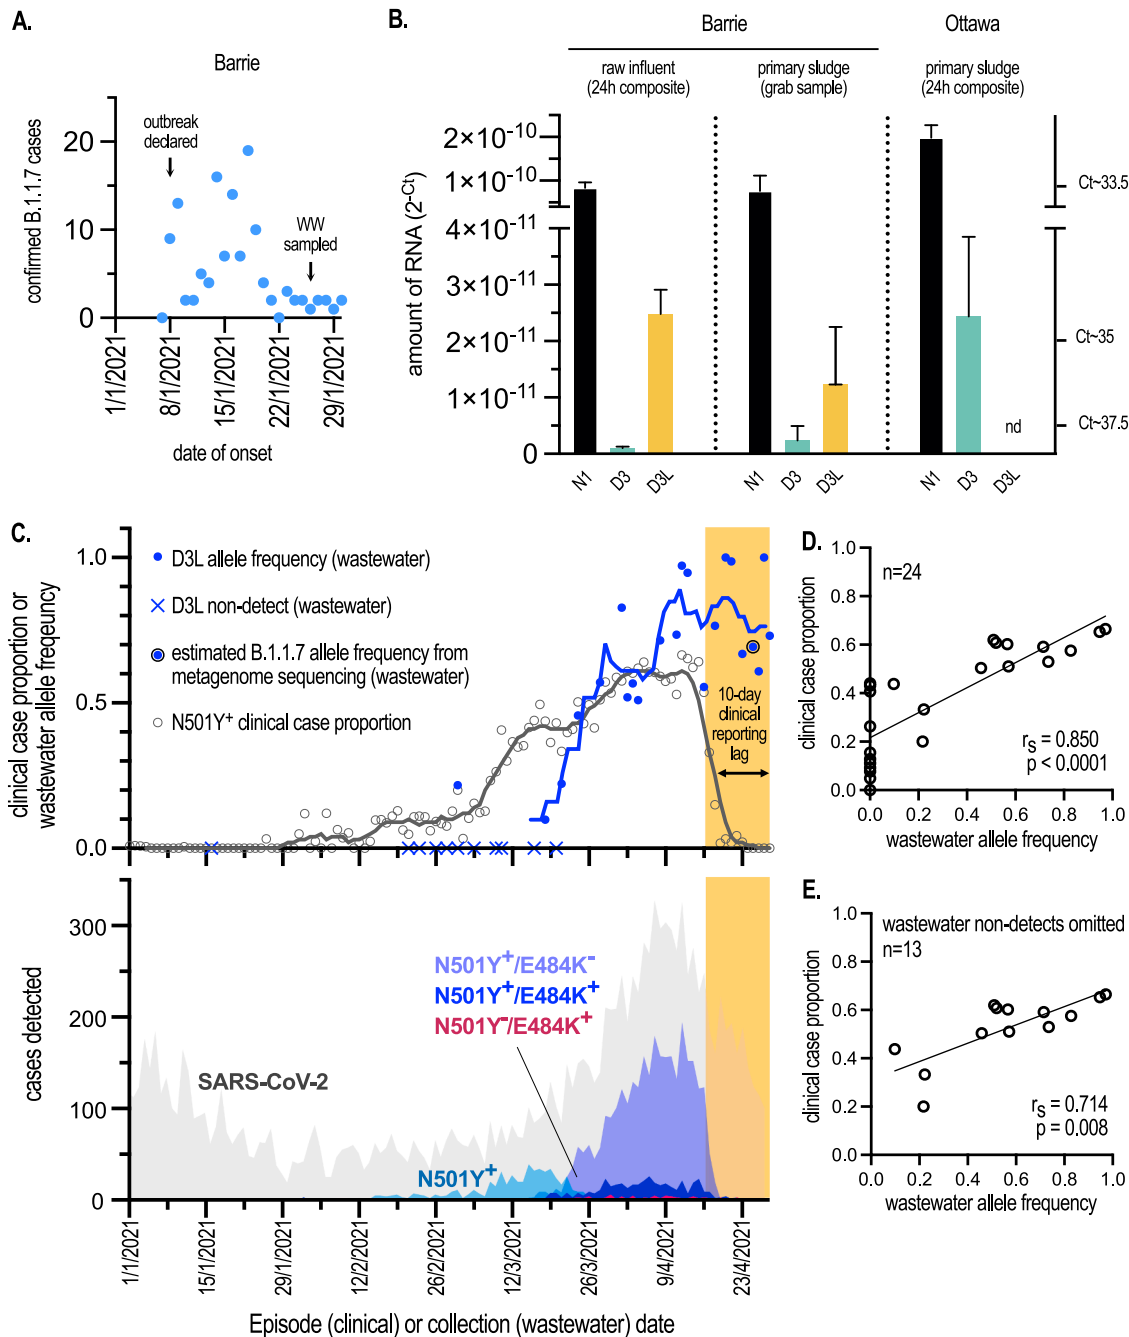 A.
Barrie
confirmed B.1.1.7 cases
20
10
0
outbreak
declared
WW
sampled
1/1/2021
8/1/2021
15/1/2021
22/1/2021
29/1/2021
date of onset
B.
Barrie
Ottawa
raw influent
(24h composite)
primary sludge
(grab sample)
primary sludge
(24h composite)
amount of RNA (2-Ct)
2×10-10
1×10-10
4×10-11
3×10-11
2×10-11
1×10-11
0
Ct~33.5
Ct~35
Ct~37.5
nd
N1
D3
D3L
N1
D3
D3L
N1
D3
D3L
C.
clinical case proportion or
wastewater allele freqeuncy
1.0
0.5
0.0
D3L allele frequency (wastewater)
D3L non-detect (wastewater)
estimated B.1.1.7 allele frequency from
metagenome sequencing (wastewater)
N501Y+ clinical case proportion
10-day
clinical
reporting
lag
cases detected
300
200
100
0
N501Y+/E484K-
N501Y+/E484K+
N501Y-/E484K+
SARS-CoV-2
N501Y+
1/1/2021
15/1/2021
29/1/2021
12/2/2021
26/2/2021
12/3/2021
26/3/2021
9/4/2021
23/4/2021
Episode (clinical) or collection (wastewater) date
D.
n=24
clinical case proportion
1.0
0.8
0.6
0.4
0.2
0.0
rs = 0.850
p < 0.0001
0.0 0.2 0.4 0.6 0.8 1.0
wastewater allele frequency
E.
wastewater non-detects omitted
n=13
clinical case proportion
1.0
0.8
0.6
0.4
0.2
0.0
rs = 0.714
p = 0.008
0.0 0.2 0.4 0.6 0.8 1.0
wastewater allele frequency